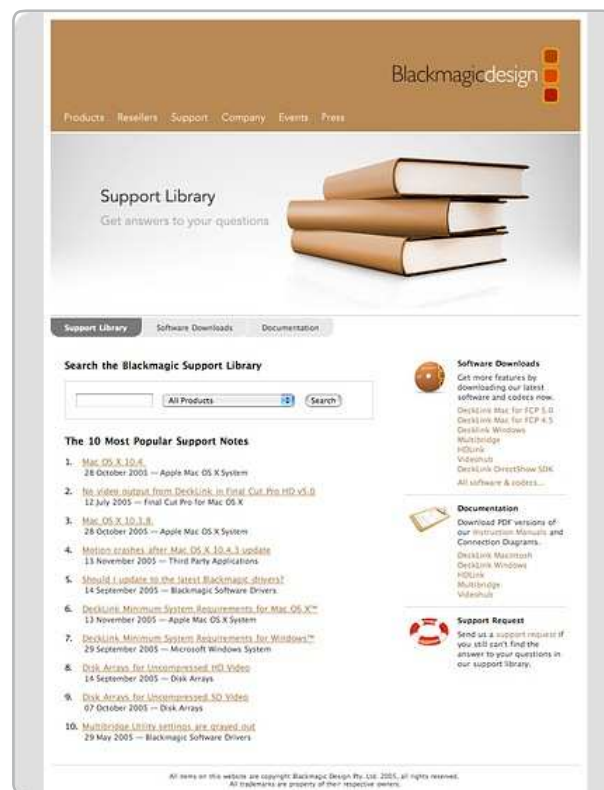 Blackmagicdesign
Products Resellers Support Company Events Press
Support Library
Get answers to your questions
Support Library Software Downloads Documentation
Search the Blackmagic Support Library
All Products Search
The 10 Most Popular Support Notes
1. Mac OS X 10.4.
28 October 2005 — Apple Mac OS X System
2. No video output from DeckLink in Final Cut Pro HD v5.0
12 July 2005 — Final Cut Pro for Mac OS X
3. Mac OS X 10.3.8.
28 October 2005 — Apple Mac OS X System
4. Motion crashes after Mac OS X 10.4.3 update
13 November 2005 — Third Party Applications
5. Should I update to the latest Blackmagic drivers?
14 September 2005 — Blackmagic Software Drivers
6. DeckLink Minimum System Requirements for Mac OS X™
13 November 2005 — Apple Mac OS X System
7. DeckLink Minimum System Requirements for Windows™
29 September 2005 — Microsoft Windows System
8. Disk Arrays for Uncompressed HD Video
14 September 2005 — Disk Arrays
9. Disk Arrays for Uncompressed SD Video
07 October 2005 — Disk Arrays
10. Multibridge Utility settings are grayed out
29 May 2005 — Blackmagic Software Drivers
Software Downloads
Get more features by
downloading our latest
software and codecs now.
DeckLink Mac for FCP 5.0
DeckLink Mac for FCP 4.5
DeckLink Windows
Multibridge
HDLink
Videohub
DeckLink DirectShow SDK
All software & codecs...
Documentation
Download PDF versions of
our Instruction Manuals and
Connection Diagrams.
DeckLink Macintosh
DeckLink Windows
HDLink
Multibridge
Videohub
Support Request
Send us a support request if
you still can't find the
answer to your questions in
our support library.
All items on this website are copyright Blackmagic Design Pty. Ltd. 2005, all rights reserved.
All trademarks are property of their respective owners.